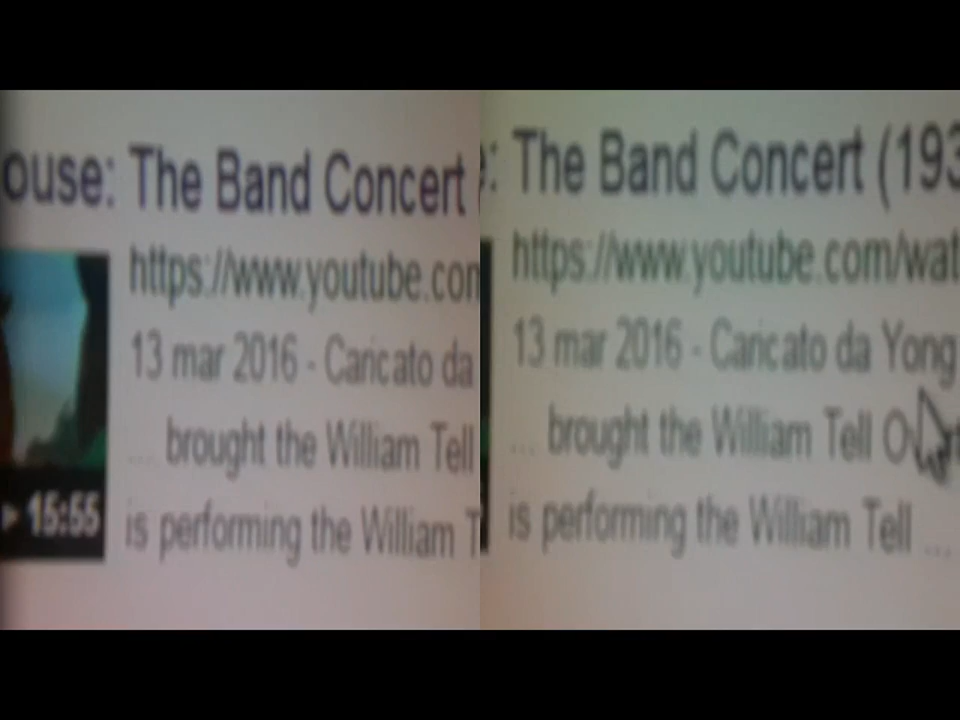 ouse: The Band Concert
https://www.youtube.com
13 mar 2016 - Caricato da
... brought the William Tell
15:55
is performing the William T
e: The Band Concert (193
https://www.youtube.com/wat
13 mar 2016 - Caricato da Yong
... brought the William Tell
is performing the William Tell ...